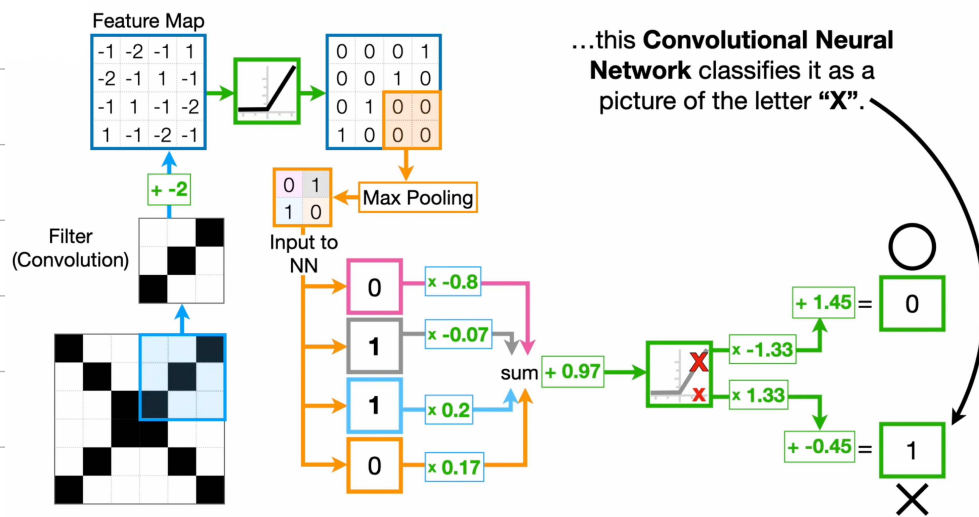 Feature Map
-1 -2 -1 1
-2 -1 1 -1
-1 1 -1 -2
1 -1 -2 -1
0 0 0 1
0 0 1 0
0 1 0 0
1 0 0 0
…this Convolutional Neural
Network classifies it as a
picture of the letter “X”.
+ -2
Max Pooling
0 1
1 0
Filter
(Convolution)
Input to
NN
0
× -0.8
1
× -0.07
1
× 0.2
0
× 0.17
sum
+ 0.97
X
x
× -1.33
+ 1.45
=
0
× 1.33
+ -0.45
=
1